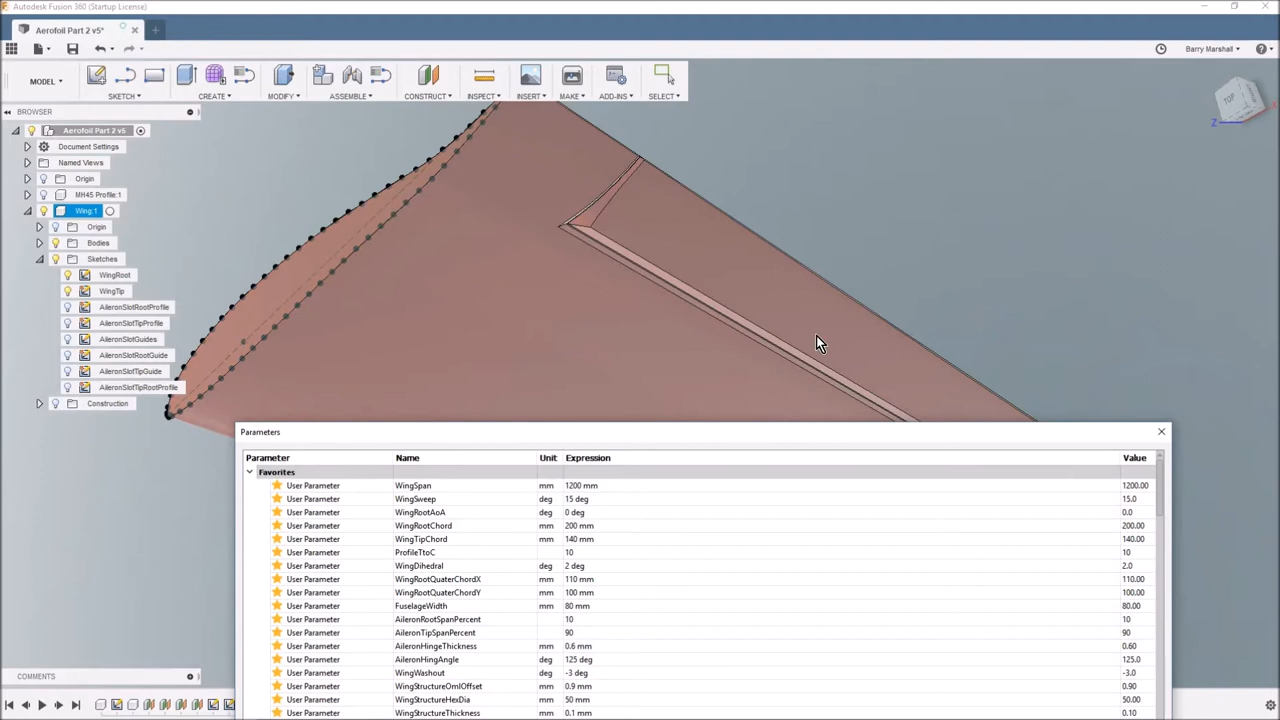 Autodesk Fusion 360 (Startup License)
Aerofoil Part 2 v5*
Barry Marshall
MODEL
SKETCH CREATE MODIFY ASSEMBLE CONSTRUCT INSPECT INSERT MAKE ADD-INS SELECT
BROWSER
TOP
Z
Aerofoil Part 2 v5
Document Settings
Named Views
Origin
MH45 Profile:1
Wing:1
Origin
Bodies
Sketches
WingRoot
WingTip
AileronSlotRootProfile
AileronSlotTipProfile
AileronSlotGuides
AileronSlotRootGuide
AileronSlotTipGuide
AileronSlotTipRootProfile
Construction
Parameters
Parameter Name Unit Expression Value
Favorites
User Parameter WingSpan mm 1200 mm 1200.00
User Parameter WingSweep deg 15 deg 15.0
User Parameter WingRootAoA deg 0 deg 0.0
User Parameter WingRootChord mm 200 mm 200.00
User Parameter WingTipChord mm 140 mm 140.00
User Parameter ProfileTtoC 10 10
User Parameter WingDihedral deg 2 deg 2.0
User Parameter WingRootQuaterChordX mm 110 mm 110.00
User Parameter WingRootQuaterChordY mm 100 mm 100.00
User Parameter FuselageWidth mm 80 mm 80.00
User Parameter AileronRootSpanPercent 10 10
User Parameter AileronTipSpanPercent 90 90
User Parameter AileronHingeThickness mm 0.6 mm 0.60
User Parameter AileronHingAngle deg 125 deg 125.0
User Parameter WingWashout deg -3 deg -3.0
User Parameter WingStructureOmlOffset mm 0.9 mm 0.90
User Parameter WingStructureHexDia mm 50 mm 50.00
User Parameter WingStructureThickness mm 0.1 mm 0.10
COMMENTS